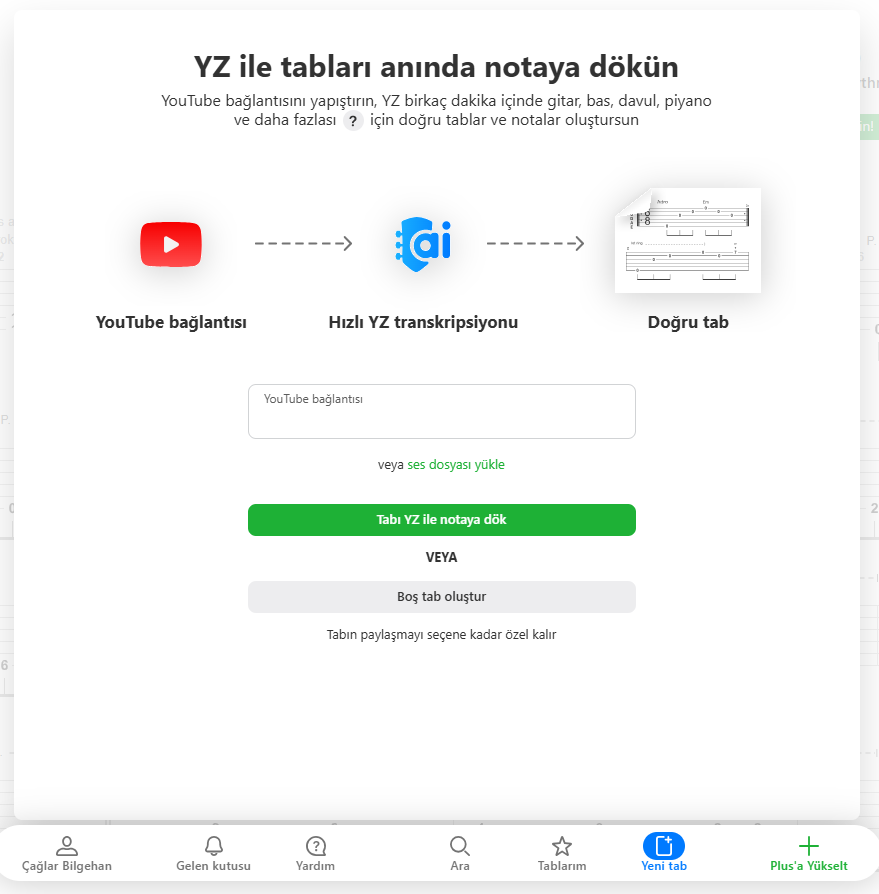 YZ ile tabları anında notaya dökün
YouTube bağlantısını yapıştırın, YZ birkaç dakika içinde gitar, bas, davul, piyano
ve daha fazlası ? için doğru tablar ve notalar oluştursun
ai
YouTube bağlantısı
Hızlı YZ transkripsiyonu
Doğru tab
YouTube bağlantısı
veya ses dosyası yükle
Tabı YZ ile notaya dök
VEYA
Boş tab oluştur
Tabın paylaşmayı seçene kadar özel kalır
Çağlar Bilgehan
Gelen kutusu
Yardım
Ara
Tablarım
Yeni tab
Plus'a Yükselt